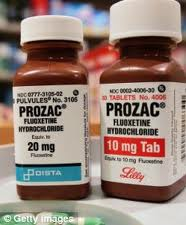 NDC 0777-3105-02
PULVULES® No. 3105
PROZAC®
FLUOXETINE
HYDROCHLORIDE
Equiv. to
20 mg
Fluoxetine
DISTA
NDC 0002-4006-30
30 TABLETS No. 4006
PROZAC®
FLUOXETINE
HYDROCHLORIDE
10 mg Tab
Equiv. to 10 mg Fluoxetine
Lilly
© Getty Images